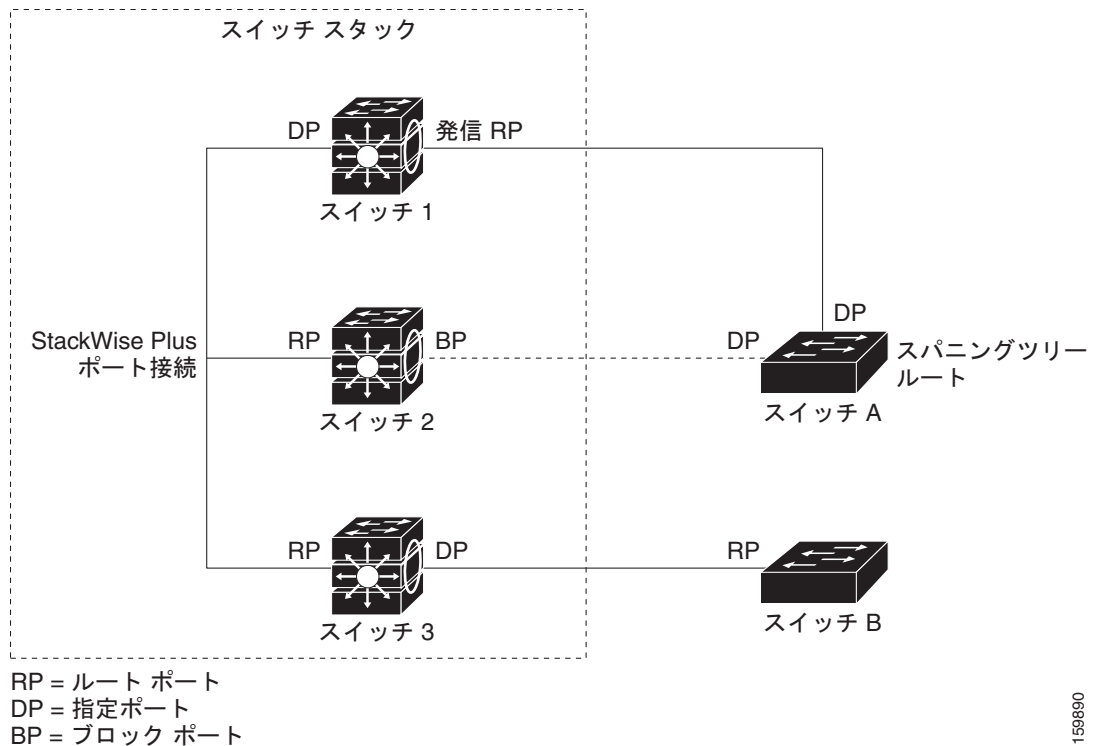 スイッチ スタック
DP
発信 RP
スイッチ 1
StackWise Plus
ポート接続
RP
BP
スイッチ 2
DP
DP
スパニングツリー
ルート
スイッチ A
RP
DP
スイッチ 3
RP
スイッチ B
RP = ルート ポート
DP = 指定ポート
BP = ブロック ポート
159890